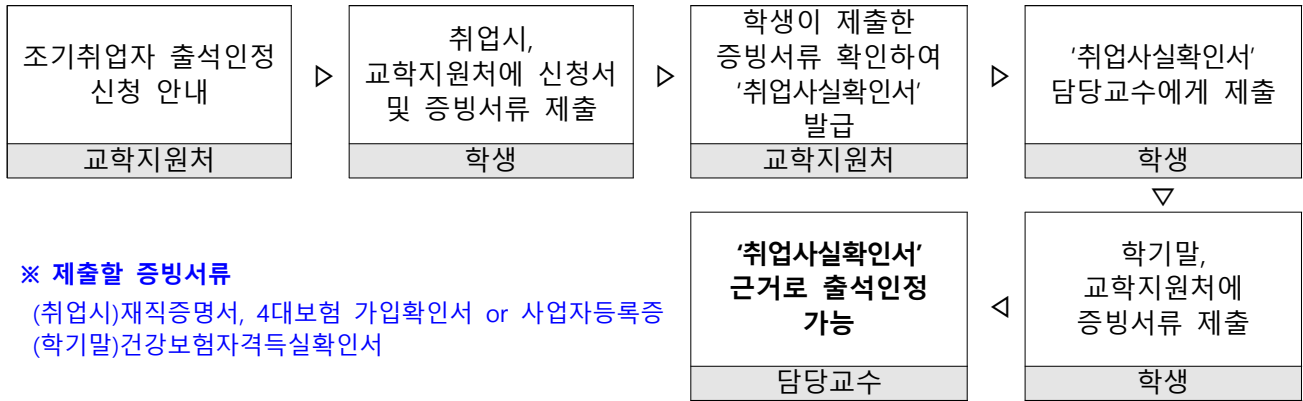 조기취업자 출석인정
신청 안내
교학지원처
▷
취업시,
교학지원처에 신청서
및 증빙서류 제출
학생
▷
학생이 제출한
증빙서류 확인하여
'취업사실확인서'
발급
교학지원처
▷
'취업사실확인서'
담당교수에게 제출
학생
▽
학기말,
교학지원처에
증빙서류 제출
학생
◁
'취업사실확인서'
근거로 출석인정
가능
담당교수
※ 제출할 증빙서류
(취업시)재직증명서, 4대보험 가입확인서 or 사업자등록증
(학기말)건강보험자격득실확인서